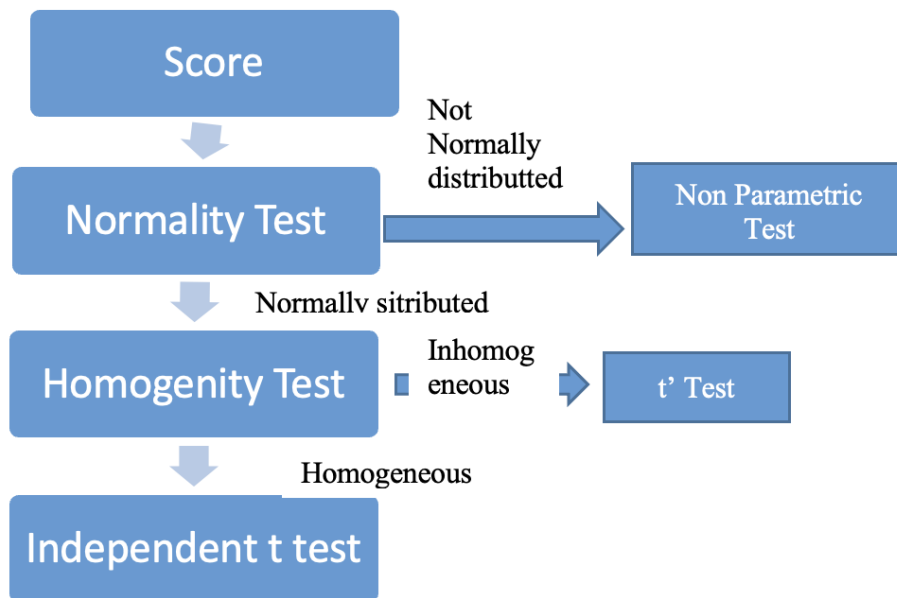 Score
Not
Normally
distributted
Normality Test
Non Parametric
Test
Normally sitributed
Homogenity Test
Inhomog
eneous
t’ Test
Homogeneous
Independent t test